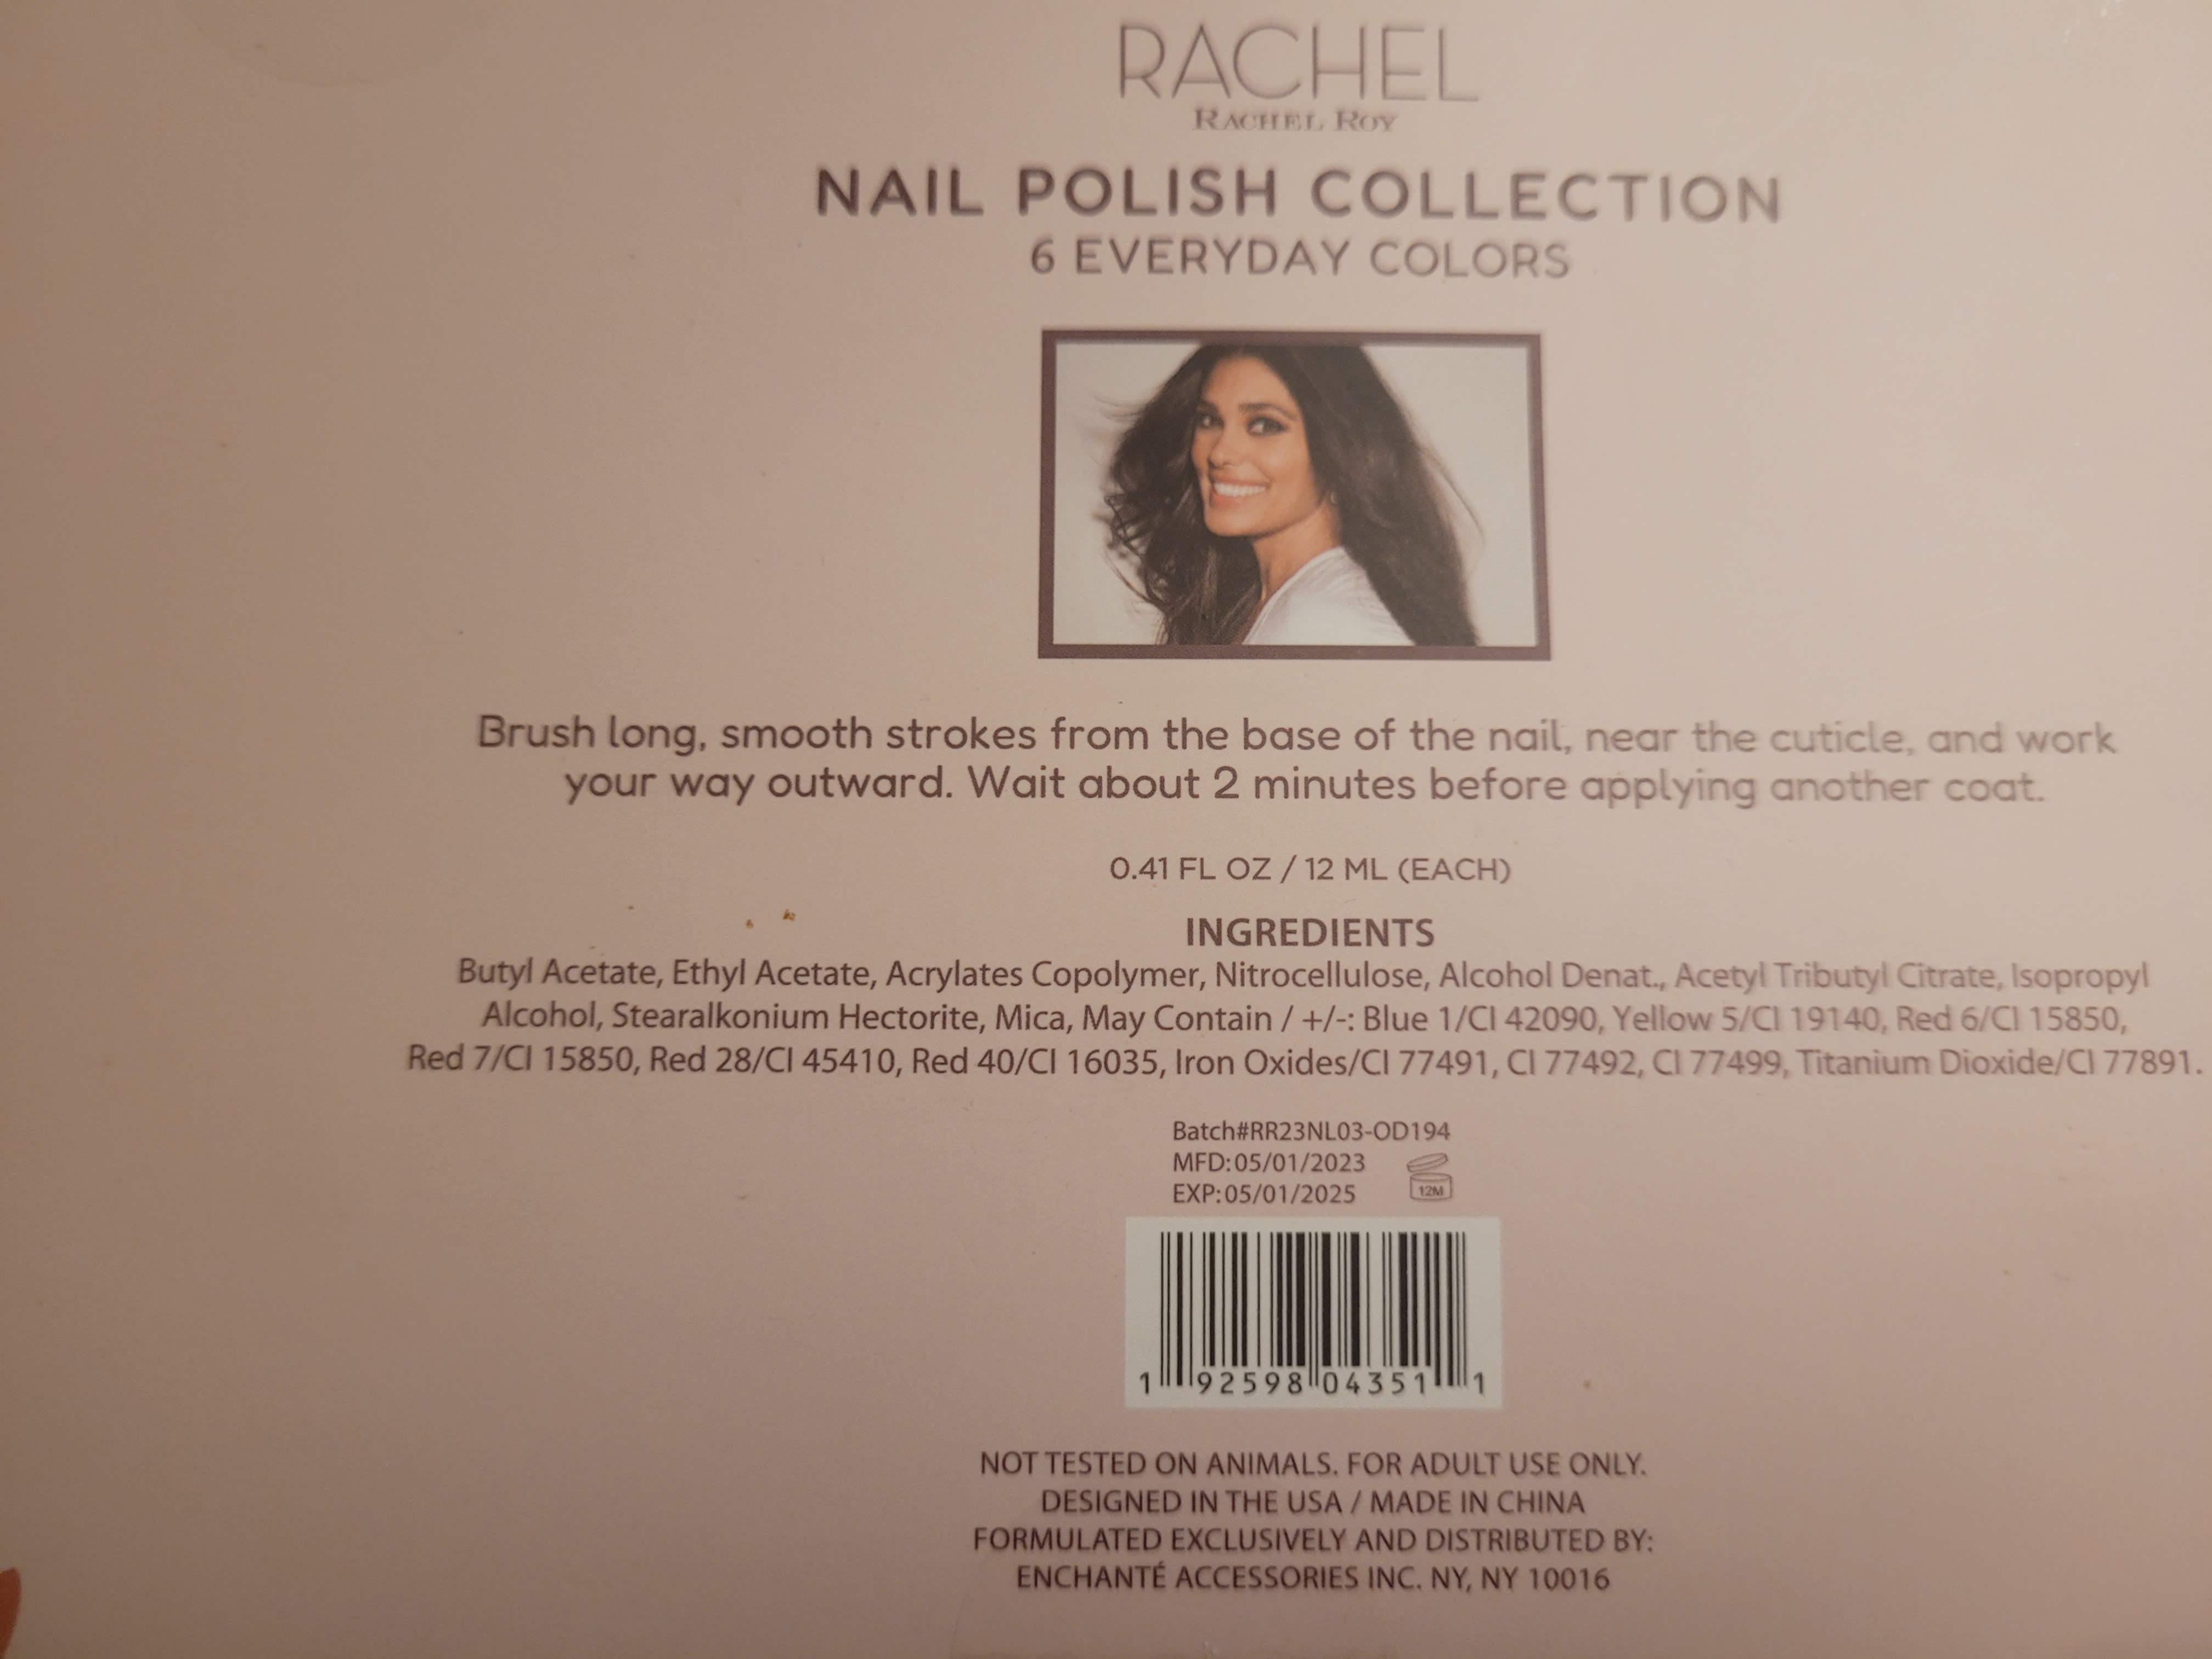 RACHEL
RACHEL ROY
NAIL POLISH COLLECTION
6 EVERYDAY COLORS
Brush long, smooth strokes from the base of the nail, near the cuticle, and work
your way outward. Wait about 2 minutes before applying another coat.
0.41 FL OZ / 12 ML (EACH)
INGREDIENTS
Butyl Acetate, Ethyl Acetate, Acrylates Copolymer, Nitrocellulose, Alcohol Denat., Acetyl Tributyl Citrate, Isopropyl
Alcohol, Stearalkonium Hectorite, Mica, May Contain / +/-: Blue 1/CI 42090, Yellow 5/CI 19140, Red 6/CI 15850,
Red 7/CI 15850, Red 28/CI 45410, Red 40/CI 16035, Iron Oxides/CI 77491, CI 77492, CI 77499, Titanium Dioxide/CI 77891.
Batch#RR23NL03-OD194
MFD:05/01/2023
EXP:05/01/2025
12M
1 92598 04351 1
NOT TESTED ON ANIMALS. FOR ADULT USE ONLY.
DESIGNED IN THE USA / MADE IN CHINA
FORMULATED EXCLUSIVELY AND DISTRIBUTED BY:
ENCHANTÉ ACCESSORIES INC. NY, NY 10016